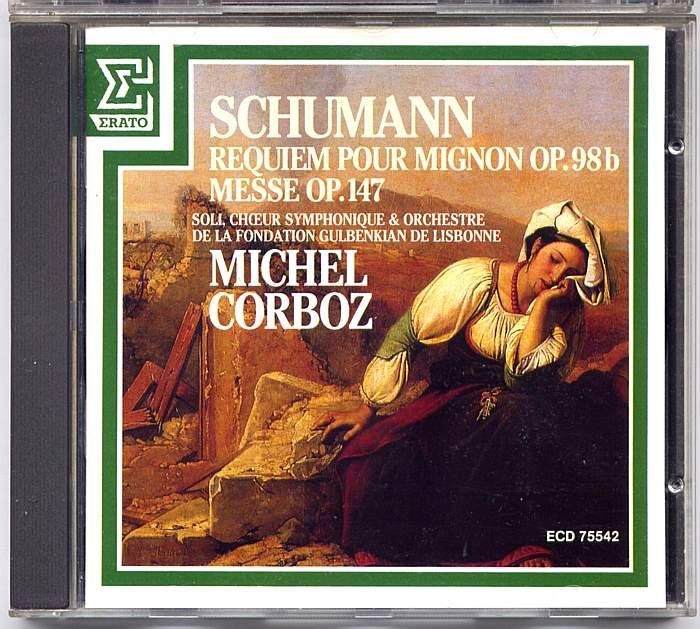 ERATO
SCHUMANN
REQUIEM POUR MIGNON OP.98b
MESSE OP.147
SOLI, CHŒUR SYMPHONIQUE & ORCHESTRE
DE LA FONDATION GULBENKIAN DE LISBONNE
MICHEL
CORBOZ
ECD 75542